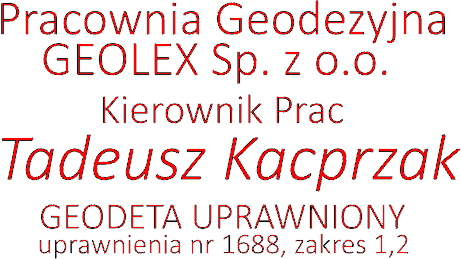 Pracownia Geodezyjna
GEOLEX Sp. z o.o.
Kierownik Prac
Tadeusz Kacprzak
GEODETA UPRAWNIONY
uprawnienia nr 1688, zakres 1,2